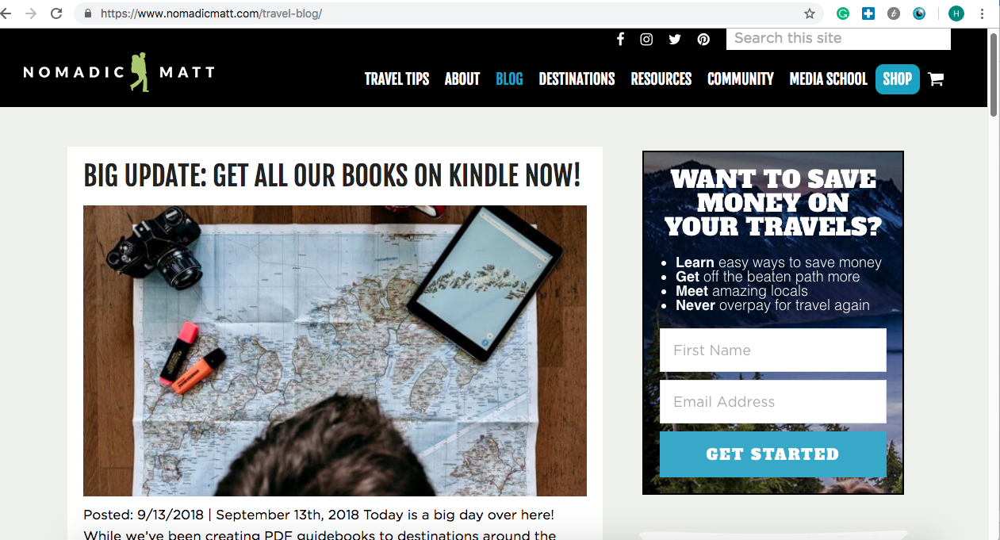 https://www.nomadicmatt.com/travel-blog/
H
Search this site
NOMADIC MATT
TRAVEL TIPS ABOUT BLOG DESTINATIONS RESOURCES COMMUNITY MEDIA SCHOOL SHOP
BIG UPDATE: GET ALL OUR BOOKS ON KINDLE NOW!
Posted: 9/13/2018 | September 13th, 2018 Today is a big day over here!
While we've been creating PDF guidebooks to destinations around the
WANT TO SAVE
MONEY ON
YOUR TRAVELS?
• Learn easy ways to save money
• Get off the beaten path more
• Meet amazing locals
• Never overpay for travel again
First Name
Email Address
GET STARTED